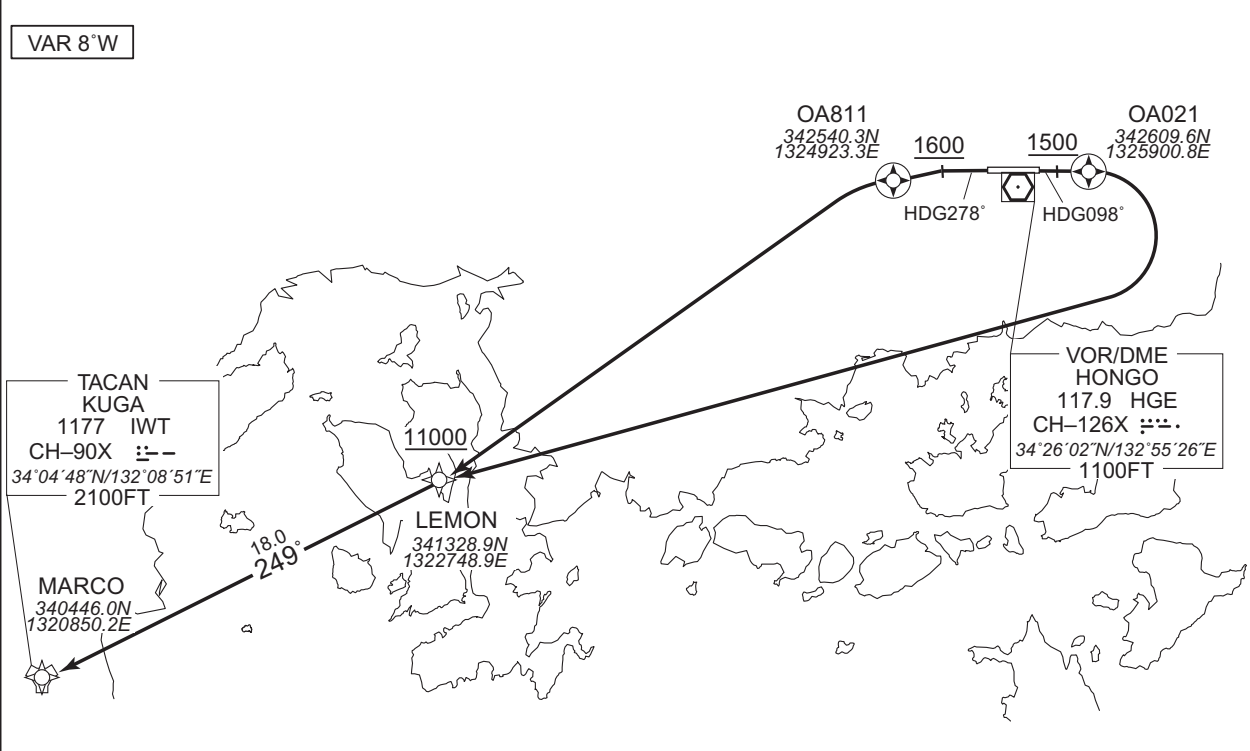 VAR 8˚W
OA811
342540.3N
1324923.3E
1600
1500
OA021
342609.6N
1325900.8E
HDG278˚
HDG098˚
TACAN
KUGA
1177 IWT
CH–90X
34˚04´48˝N/132˚08´51˝E
2100FT
VOR/DME
HONGO
117.9 HGE
CH–126X
34˚26´02˝N/132˚55´26˝E
1100FT
11000
LEMON
341328.9N
1322748.9E
18.0
249˚
MARCO
340446.0N
1320850.2E